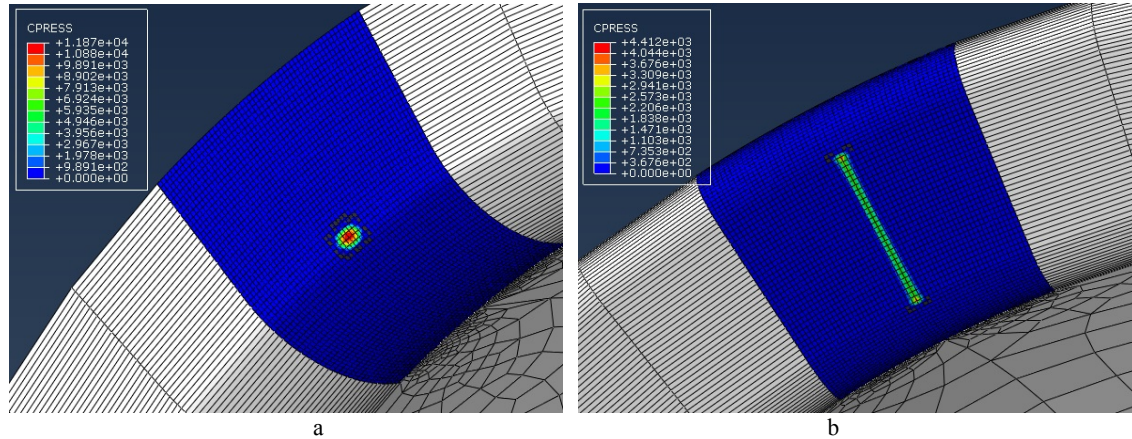 CPRESS
+1.187e+04
+1.088e+04
+9.891e+03
+8.902e+03
+7.913e+03
+6.924e+03
+5.935e+03
+4.946e+03
+3.956e+03
+2.967e+03
+1.978e+03
+9.891e+02
+0.000e+00
CPRESS
+4.412e+03
+4.044e+03
+3.676e+03
+3.309e+03
+2.941e+03
+2.573e+03
+2.206e+03
+1.838e+03
+1.471e+03
+1.103e+03
+7.353e+02
+3.676e+02
+0.000e+00
a
b